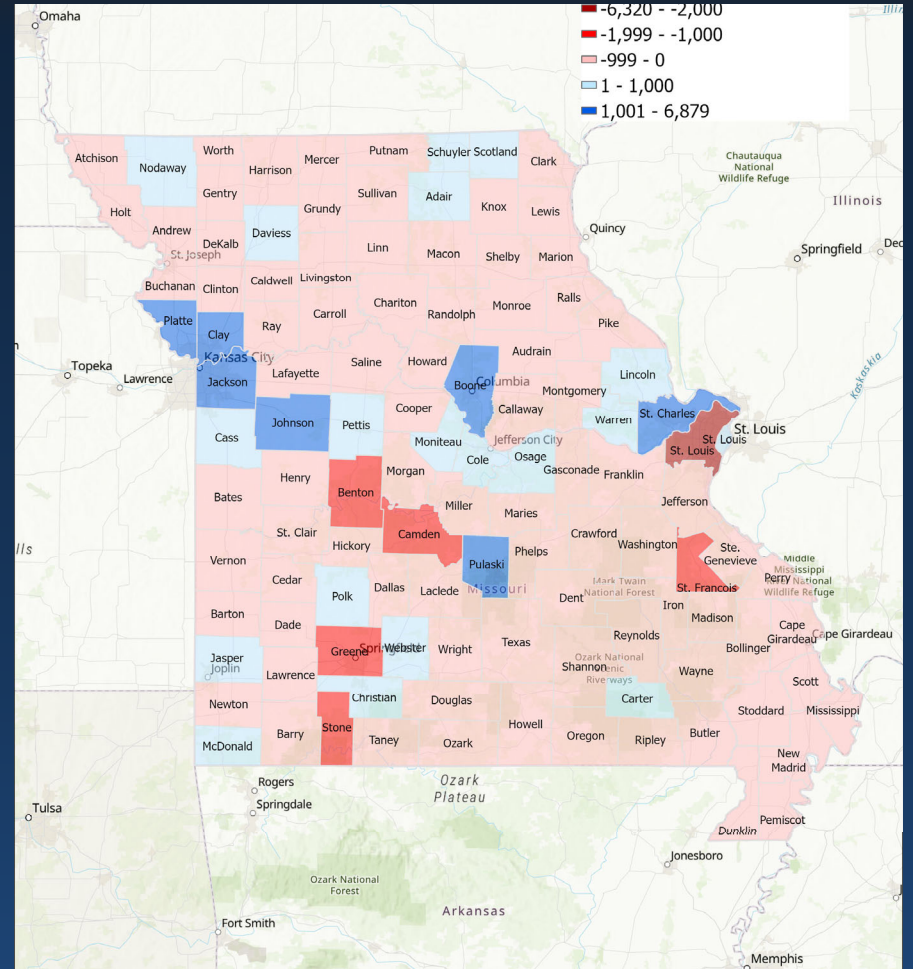 Omaha
-6,320 - -2,000
-1,999 - -1,000
-999 - 0
1 - 1,000
1,001 - 6,879
Atchison
Nodaway
Worth
Harrison
Mercer
Putnam
Schuyler
Scotland
Clark
Chautauqua
National
Wildlife Refuge
Illinois
Holt
Gentry
Grundy
Sullivan
Adair
Knox
Lewis
Andrew
DeKalb
Daviess
Linn
Macon
Shelby
Marion
Quincy
Springfield
Dec
St. Joseph
Buchanan
Clinton
Caldwell
Livingston
Carroll
Chariton
Randolph
Monroe
Ralls
Pike
Platte
Clay
Ray
Kansas City
Saline
Howard
Audrain
Topeka
Lawrence
Jackson
Lafayette
Boone
Columbia
Montgomery
Lincoln
Kaskaskia
Cooper
Callaway
Warren
St. Charles
St. Louis
Cass
Johnson
Pettis
Moniteau
Jefferson City
Cole
Osage
Gasconade
Franklin
St. Louis
St. Louis
Bates
Henry
Benton
Morgan
Miller
Maries
Jefferson
lls
St. Clair
Hickory
Camden
Crawford
Washington
Ste.
Genevieve
Vernon
Cedar
Polk
Dallas
Laclede
Pulaski
Phelps
Missouri
Dent
Mark Twain
National Forest
St. Francois
Iron
Perry
Middle
Mississippi
River National
Wildlife Refuge
Barton
Dade
Madison
Cape
Girardeau
Cape Girardeau
Jasper
Joplin
Lawrence
Greene
Springfield
Webster
Wright
Texas
Reynolds
Bollinger
Shannon
Ozark National
Scenic
Riverways
Wayne
Scott
Newton
Christian
Douglas
Carter
Stoddard
Mississippi
McDonald
Barry
Stone
Taney
Ozark
Howell
Oregon
Ripley
Butler
New
Madrid
Rogers
Springdale
Ozark
Plateau
Tulsa
Dunklin
Pemiscot
Jonesboro
Ozark National
Forest
Arkansas
Fort Smith
Memphis